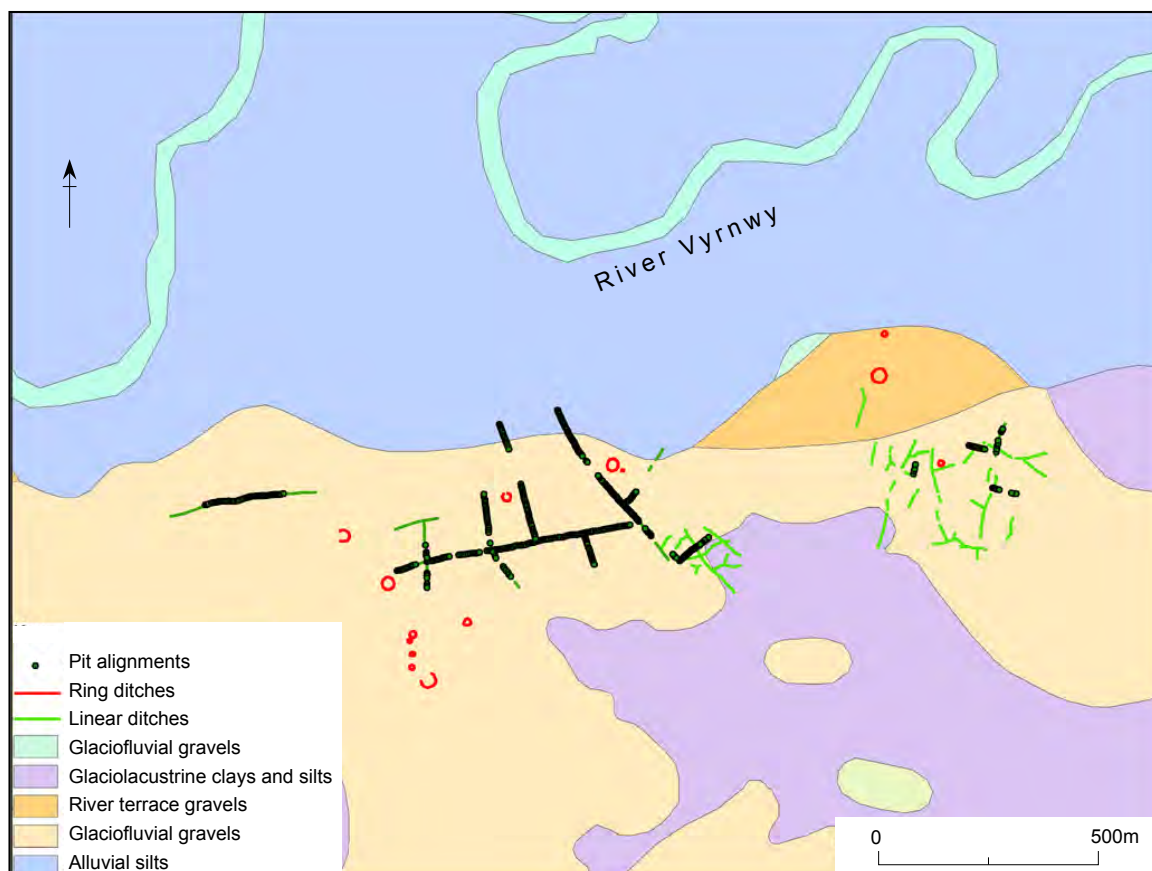 River Vyrnwy
Pit alignments
Ring ditches
Linear ditches
Glaciofluvial gravels
Glaciolacustrine clays and silts
River terrace gravels
Glaciofluvial gravels
Alluvial silts
0 500m